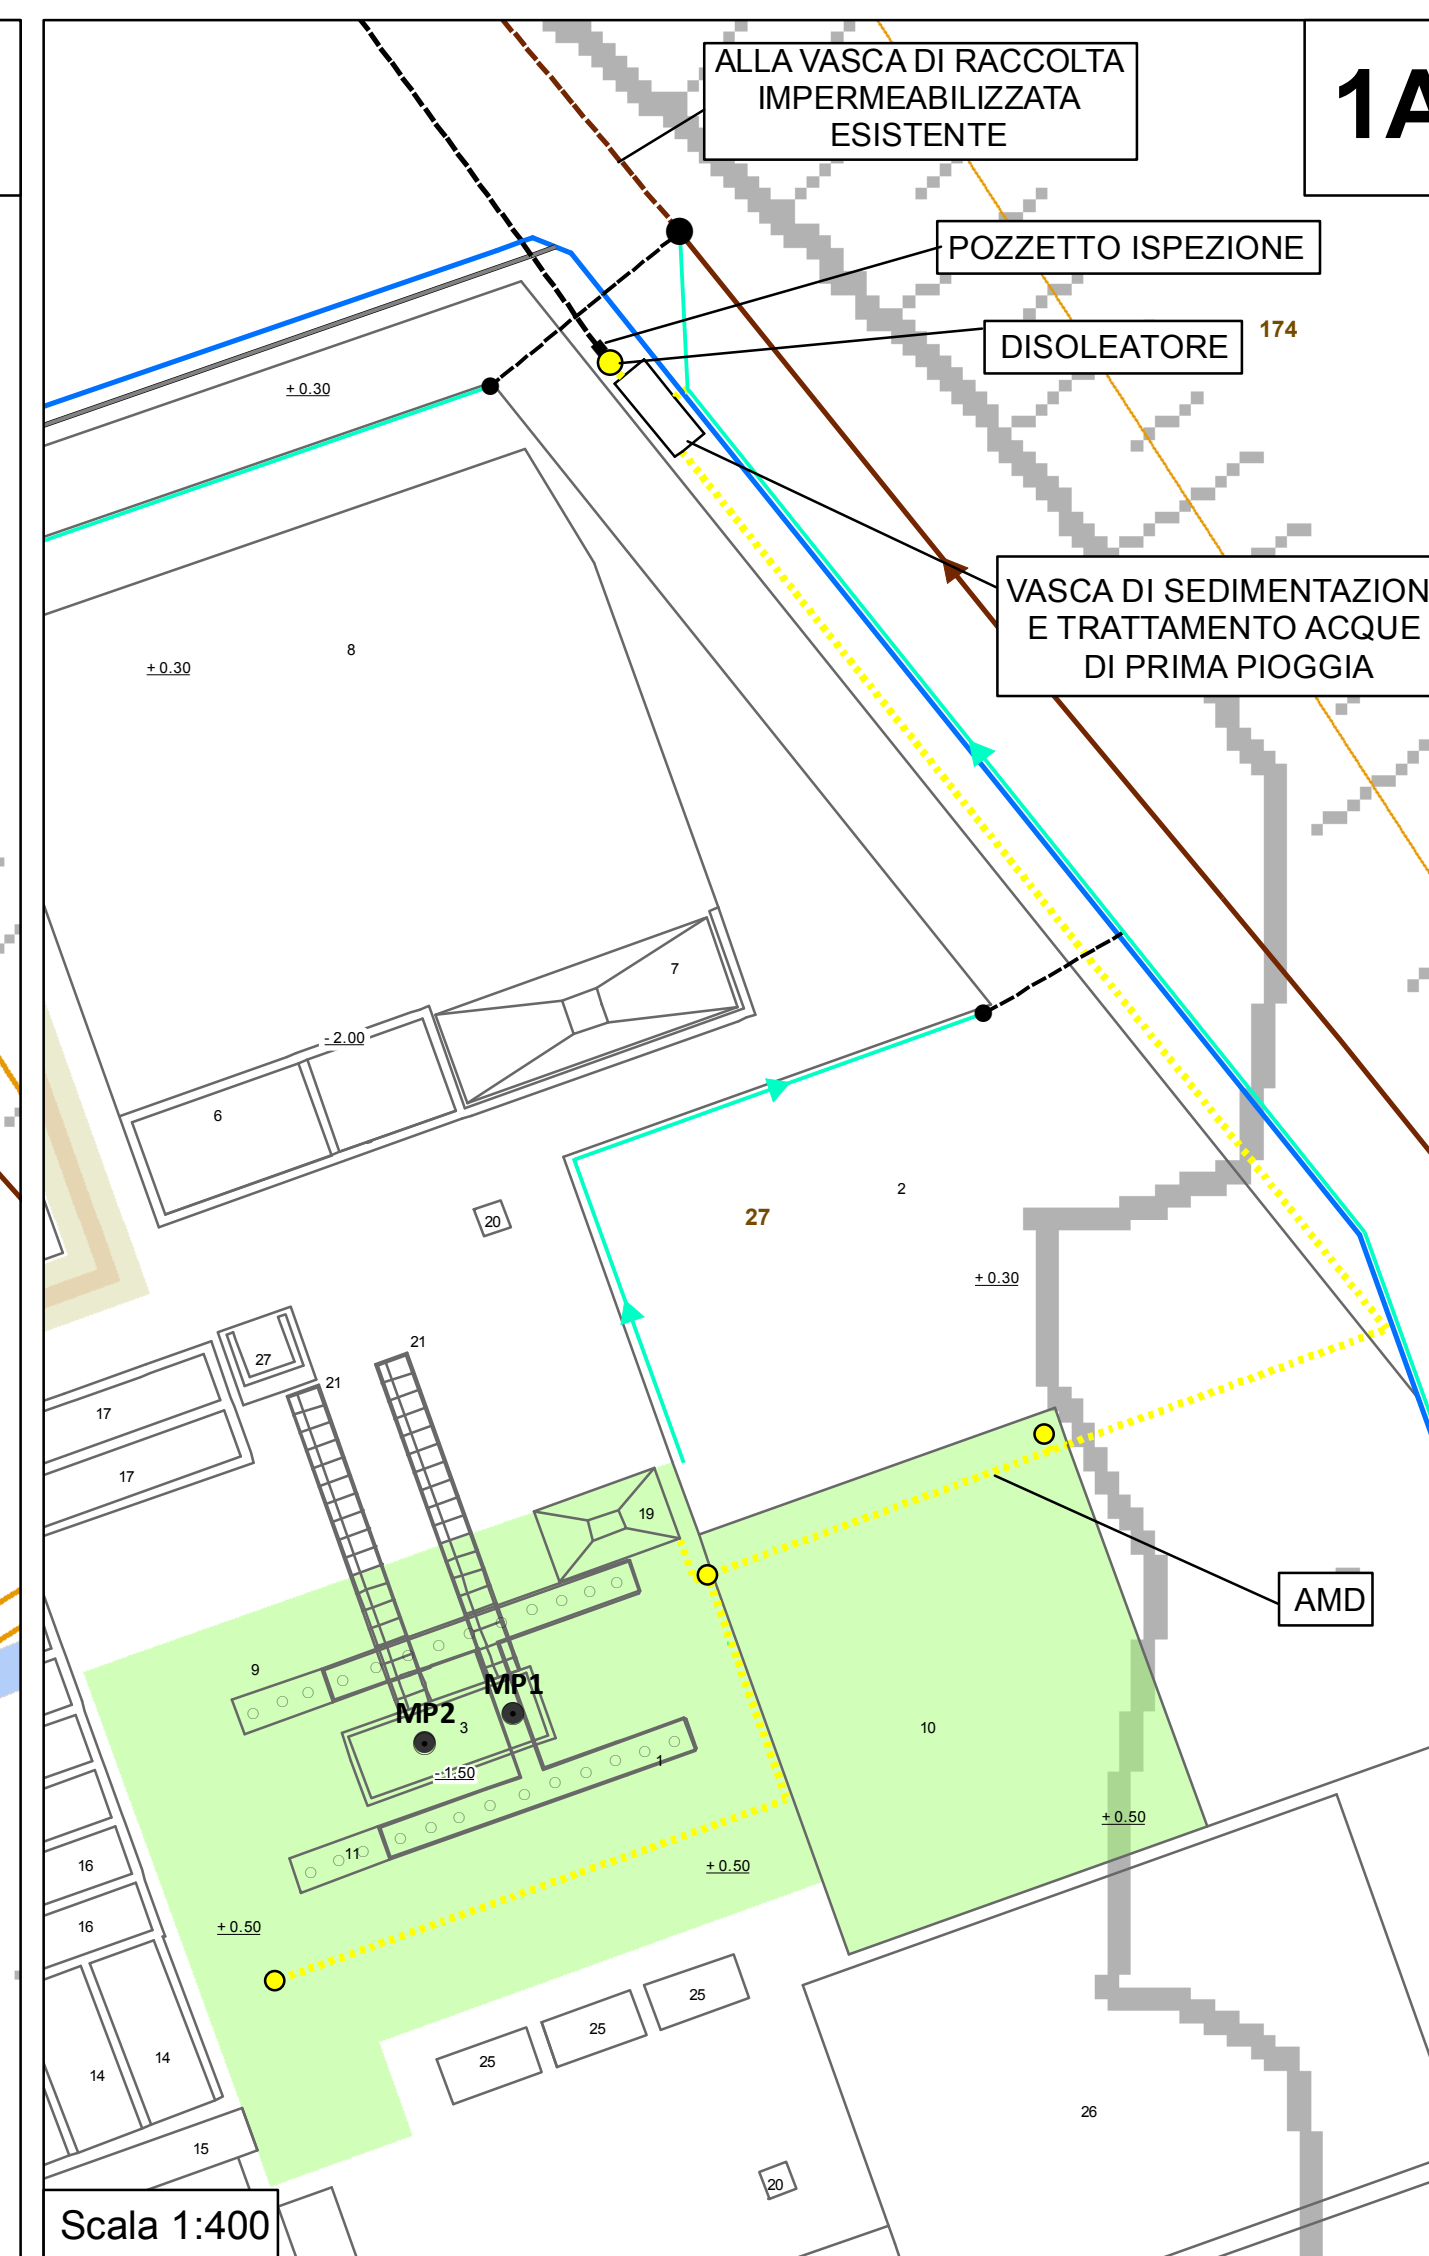 ALLA VASCA DI RACCOLTA
IMPERMEABILIZZATA
ESISTENTE
1A
POZZETTO ISPEZIONE
DISOLEATORE
174
+ 0.30
VASCA DI SEDIMENTAZION
E TRATTAMENTO ACQUE
DI PRIMA PIOGGIA
8
+ 0.30
7
- 2.00
6
2
20
27
+ 0.30
21
27
21
17
17
19
AMD
9
MP1
MP2
3
10
1
- 1.50
+ 0.50
11
16
+ 0.50
16
+ 0.50
25
25
14
25
14
26
15
20
Scala 1:400